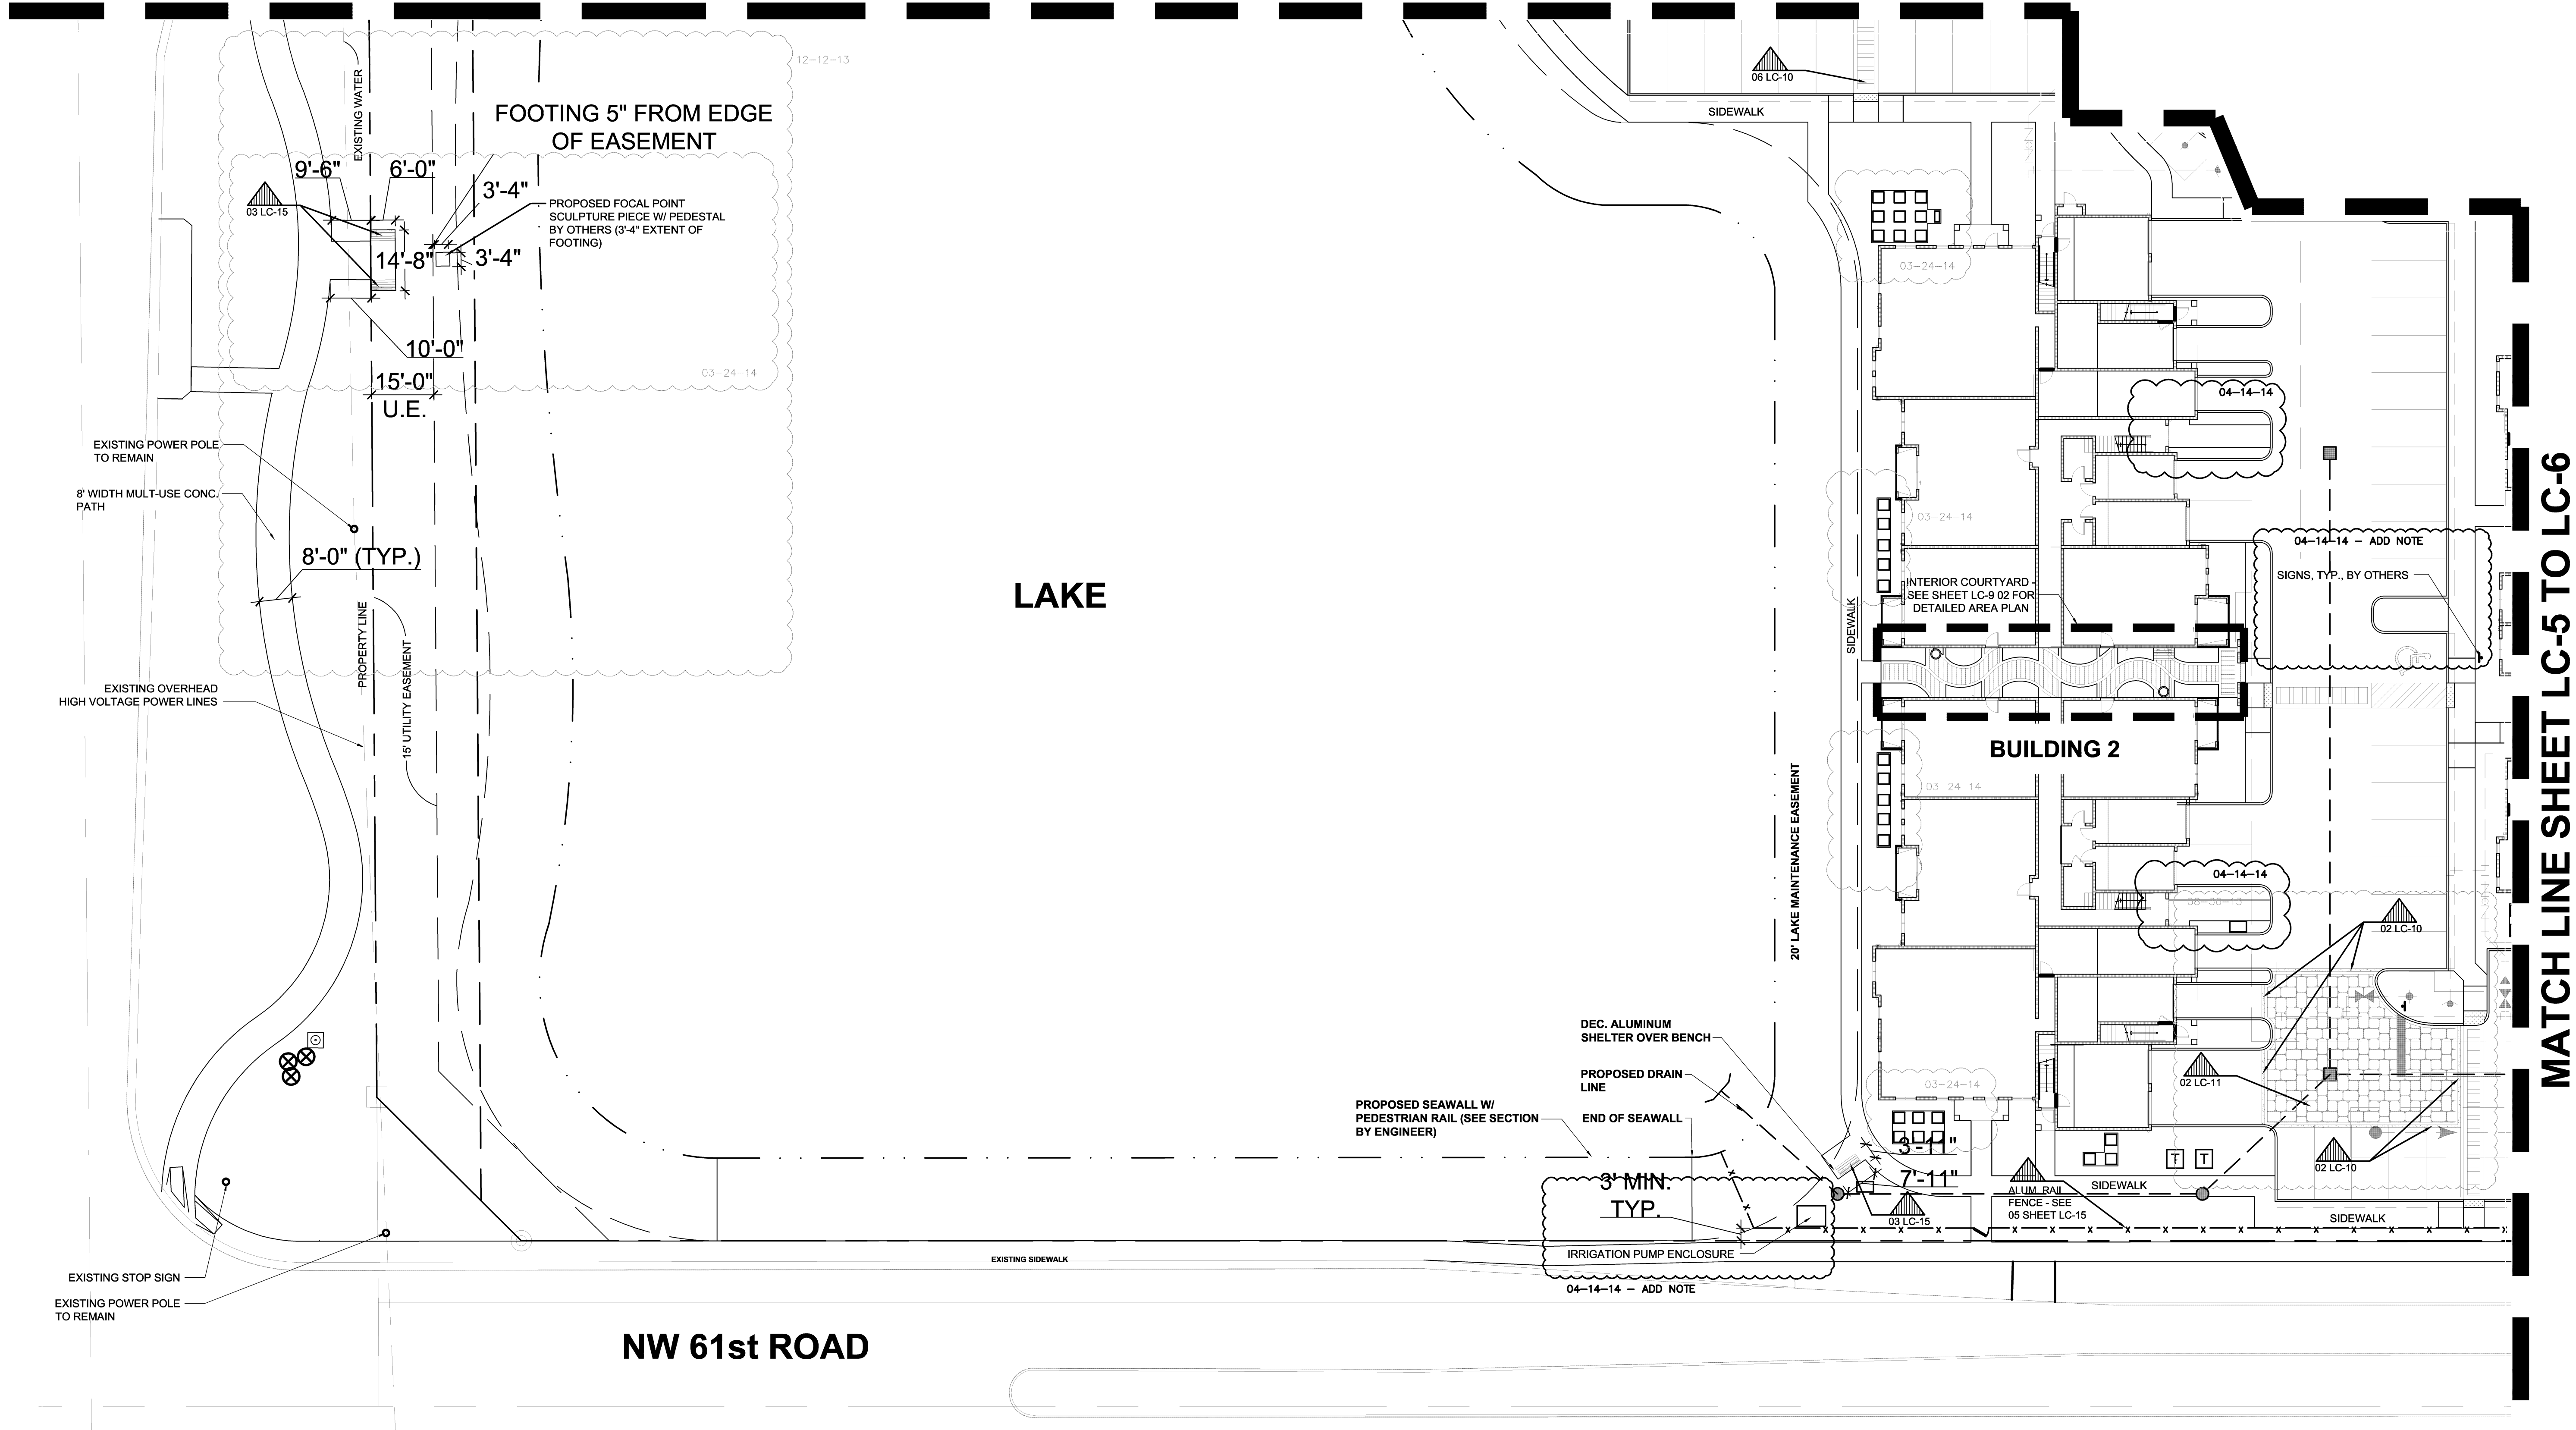 12-12-13
EXISTING WATER
FOOTING 5" FROM EDGE
OF EASEMENT
9'-6"
6'-0"
3'-4"
03 LC-15
PROPOSED FOCAL POINT
SCULPTURE PIECE W/ PEDESTAL
BY OTHERS (3'-4" EXTENT OF
FOOTING)
14'-8"
3'-4"
10'-0"
15'-0"
U.E.
03-24-14
EXISTING POWER POLE
TO REMAIN
8' WIDTH MULT-USE CONC.
PATH
8'-0" (TYP.)
PROPERTY LINE
15' UTILITY EASEMENT
EXISTING OVERHEAD
HIGH VOLTAGE POWER LINES
LAKE
EXISTING STOP SIGN
EXISTING POWER POLE
TO REMAIN
EXISTING SIDEWALK
NW 61st ROAD
06 LC-10
SIDEWALK
03-24-14
04-14-14
03-24-14
04-14-14 - ADD NOTE
SIGNS, TYP., BY OTHERS
INTERIOR COURTYARD -
SEE SHEET LC-9 02 FOR
DETAILED AREA PLAN
SIDEWALK
BUILDING 2
03-24-14
20' LAKE MAINTENANCE EASEMENT
04-14-14
08-30-13
02 LC-10
02 LC-11
02 LC-10
DEC. ALUMINUM
SHELTER OVER BENCH
PROPOSED DRAIN
LINE
PROPOSED SEAWALL W/
PEDESTRIAN RAIL (SEE SECTION
BY ENGINEER)
END OF SEAWALL
03-24-14
3'-11"
7'-11"
3' MIN.
TYP.
03 LC-15
ALUM. RAIL
FENCE - SEE
05 SHEET LC-15
T
T
SIDEWALK
SIDEWALK
IRRIGATION PUMP ENCLOSURE
04-14-14 - ADD NOTE
MATCH LINE SHEET LC-5 TO LC-6